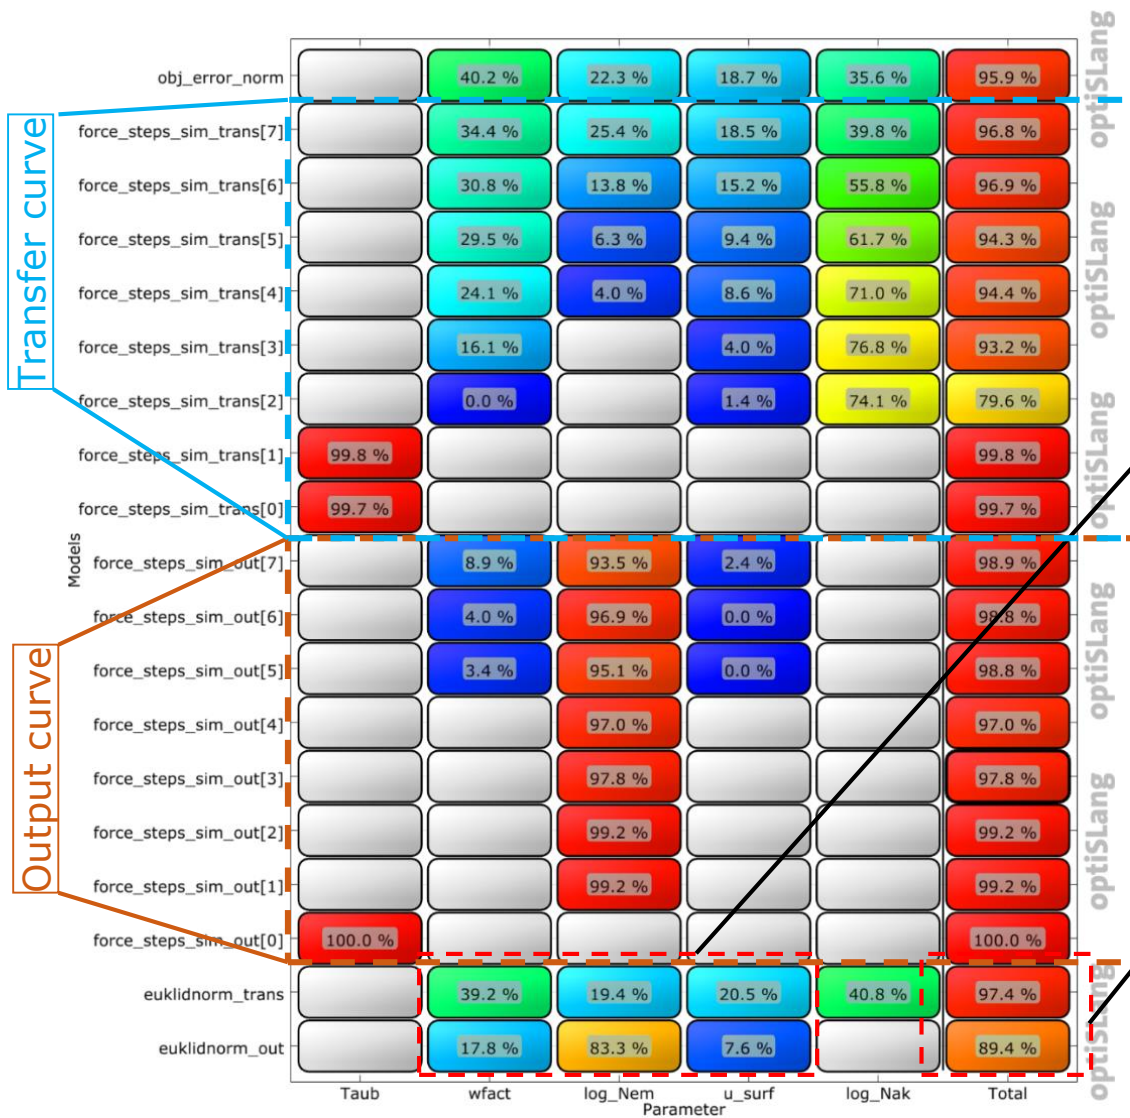 Transfer curve
Output curve
Models
obj_error_norm 40.2 % 22.3 % 18.7 % 35.6 % 95.9 %
force_steps_sim_trans[7] 34.4 % 25.4 % 18.5 % 39.8 % 96.8 %
force_steps_sim_trans[6] 30.8 % 13.8 % 15.2 % 55.8 % 96.9 %
force_steps_sim_trans[5] 29.5 % 6.3 % 9.4 % 61.7 % 94.3 %
force_steps_sim_trans[4] 24.1 % 4.0 % 8.6 % 71.0 % 94.4 %
force_steps_sim_trans[3] 16.1 % 4.0 % 76.8 % 93.2 %
force_steps_sim_trans[2] 0.0 % 1.4 % 74.1 % 79.6 %
force_steps_sim_trans[1] 99.8 % 99.8 %
force_steps_sim_trans[0] 99.7 % 99.7 %
force_steps_sim_out[7] 8.9 % 93.5 % 2.4 % 98.9 %
force_steps_sim_out[6] 4.0 % 96.9 % 0.0 % 98.8 %
force_steps_sim_out[5] 3.4 % 95.1 % 0.0 % 98.8 %
force_steps_sim_out[4] 97.0 % 97.0 %
force_steps_sim_out[3] 97.8 % 97.8 %
force_steps_sim_out[2] 99.2 % 99.2 %
force_steps_sim_out[1] 99.2 % 99.2 %
force_steps_sim_out[0] 100.0 % 100.0 %
euklidnorm_trans 39.2 % 19.4 % 20.5 % 40.8 % 97.4 %
euklidnorm_out 17.8 % 83.3 % 7.6 % 89.4 %
Taub wfact log_Nem u_surf log_Nak Total
Parameter
optiSLang
optiSLang
optiSLang
optiSLang
optiSLang
optiSLang